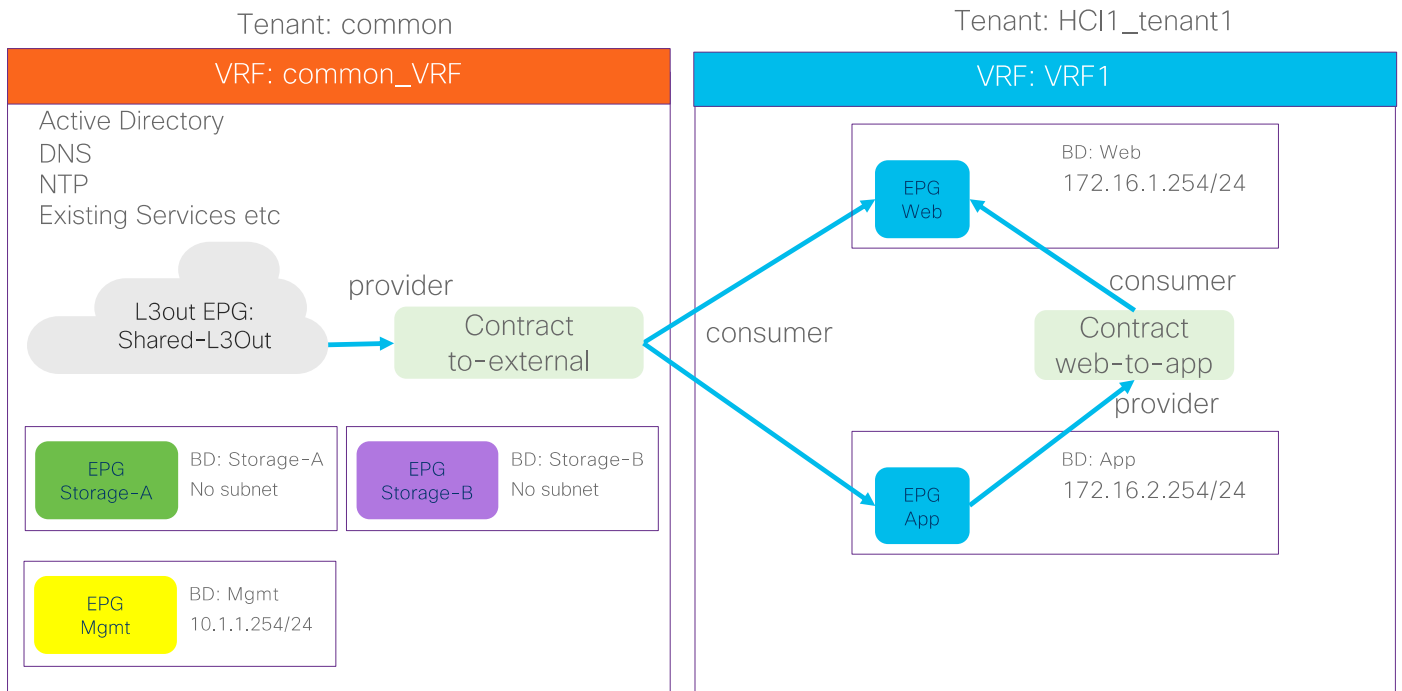 Tenant: common
VRF: common_VRF
Active Directory
DNS
NTP
Existing Services etc
L3out EPG:
Shared-L3Out
provider
Contract
to-external
consumer
EPG
Storage-A
BD: Storage-A
No subnet
EPG
Storage-B
BD: Storage-B
No subnet
EPG
Mgmt
BD: Mgmt
10.1.1.254/24
Tenant: HCI1_tenant1
VRF: VRF1
EPG
Web
BD: Web
172.16.1.254/24
consumer
Contract
web-to-app
provider
EPG
App
BD: App
172.16.2.254/24